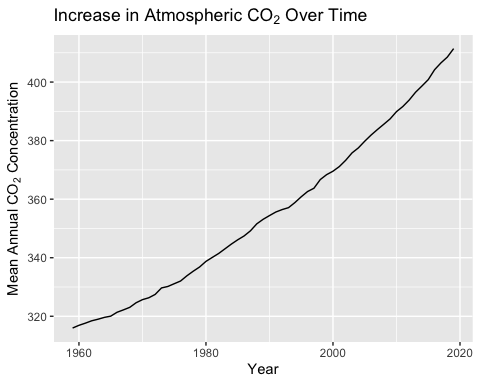 Increase in Atmospheric CO₂ Over Time
Mean Annual CO₂ Concentration
400
380
360
340
320
1960 1980 2000 2020
Year